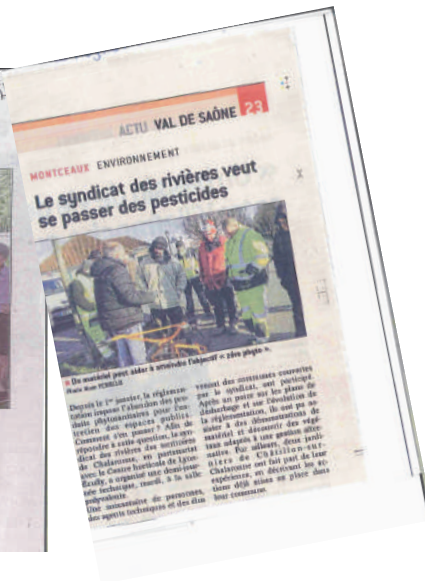 ACTU VAL DE SAÔNE 23
MONTCEAUX ENVIRONNEMENT
Le syndicat des rivières veut
se passer des pesticides
Du matériel peut aider à atteindre l'objectif « zéro phyto ».
Depuis le 1er janvier, la réglemen-
tation impose l'abandon des pro-
duits phytosanitaires pour l'en-
tretien des espaces publics.
Comment s'en passer ? Afin de
répondre à cette question, le syn-
dicat des rivières des territoires
de Chalaronne, en partenariat
avec le Centre horticole de Lyon-
Écully, a organisé une demi-jour-
née technique, mardi, à la salle
polyvalente.
Une soixantaine de personnes,
des agents techniques et des élus
venant des communes couvertes
par le syndicat, ont participé.
Après un point sur les plans de
désherbage et sur l'évolution de
la réglementation, ils ont pu as-
sister à des démonstrations de
matériel et découvrir des végé-
taux adaptés à une gestion alter-
native. Par ailleurs, deux jardi-
niers de Châtillon-sur-
Chalaronne ont fait part de leur
expérience, en décrivant les ac-
tions déjà mises en place dans
leur commune.